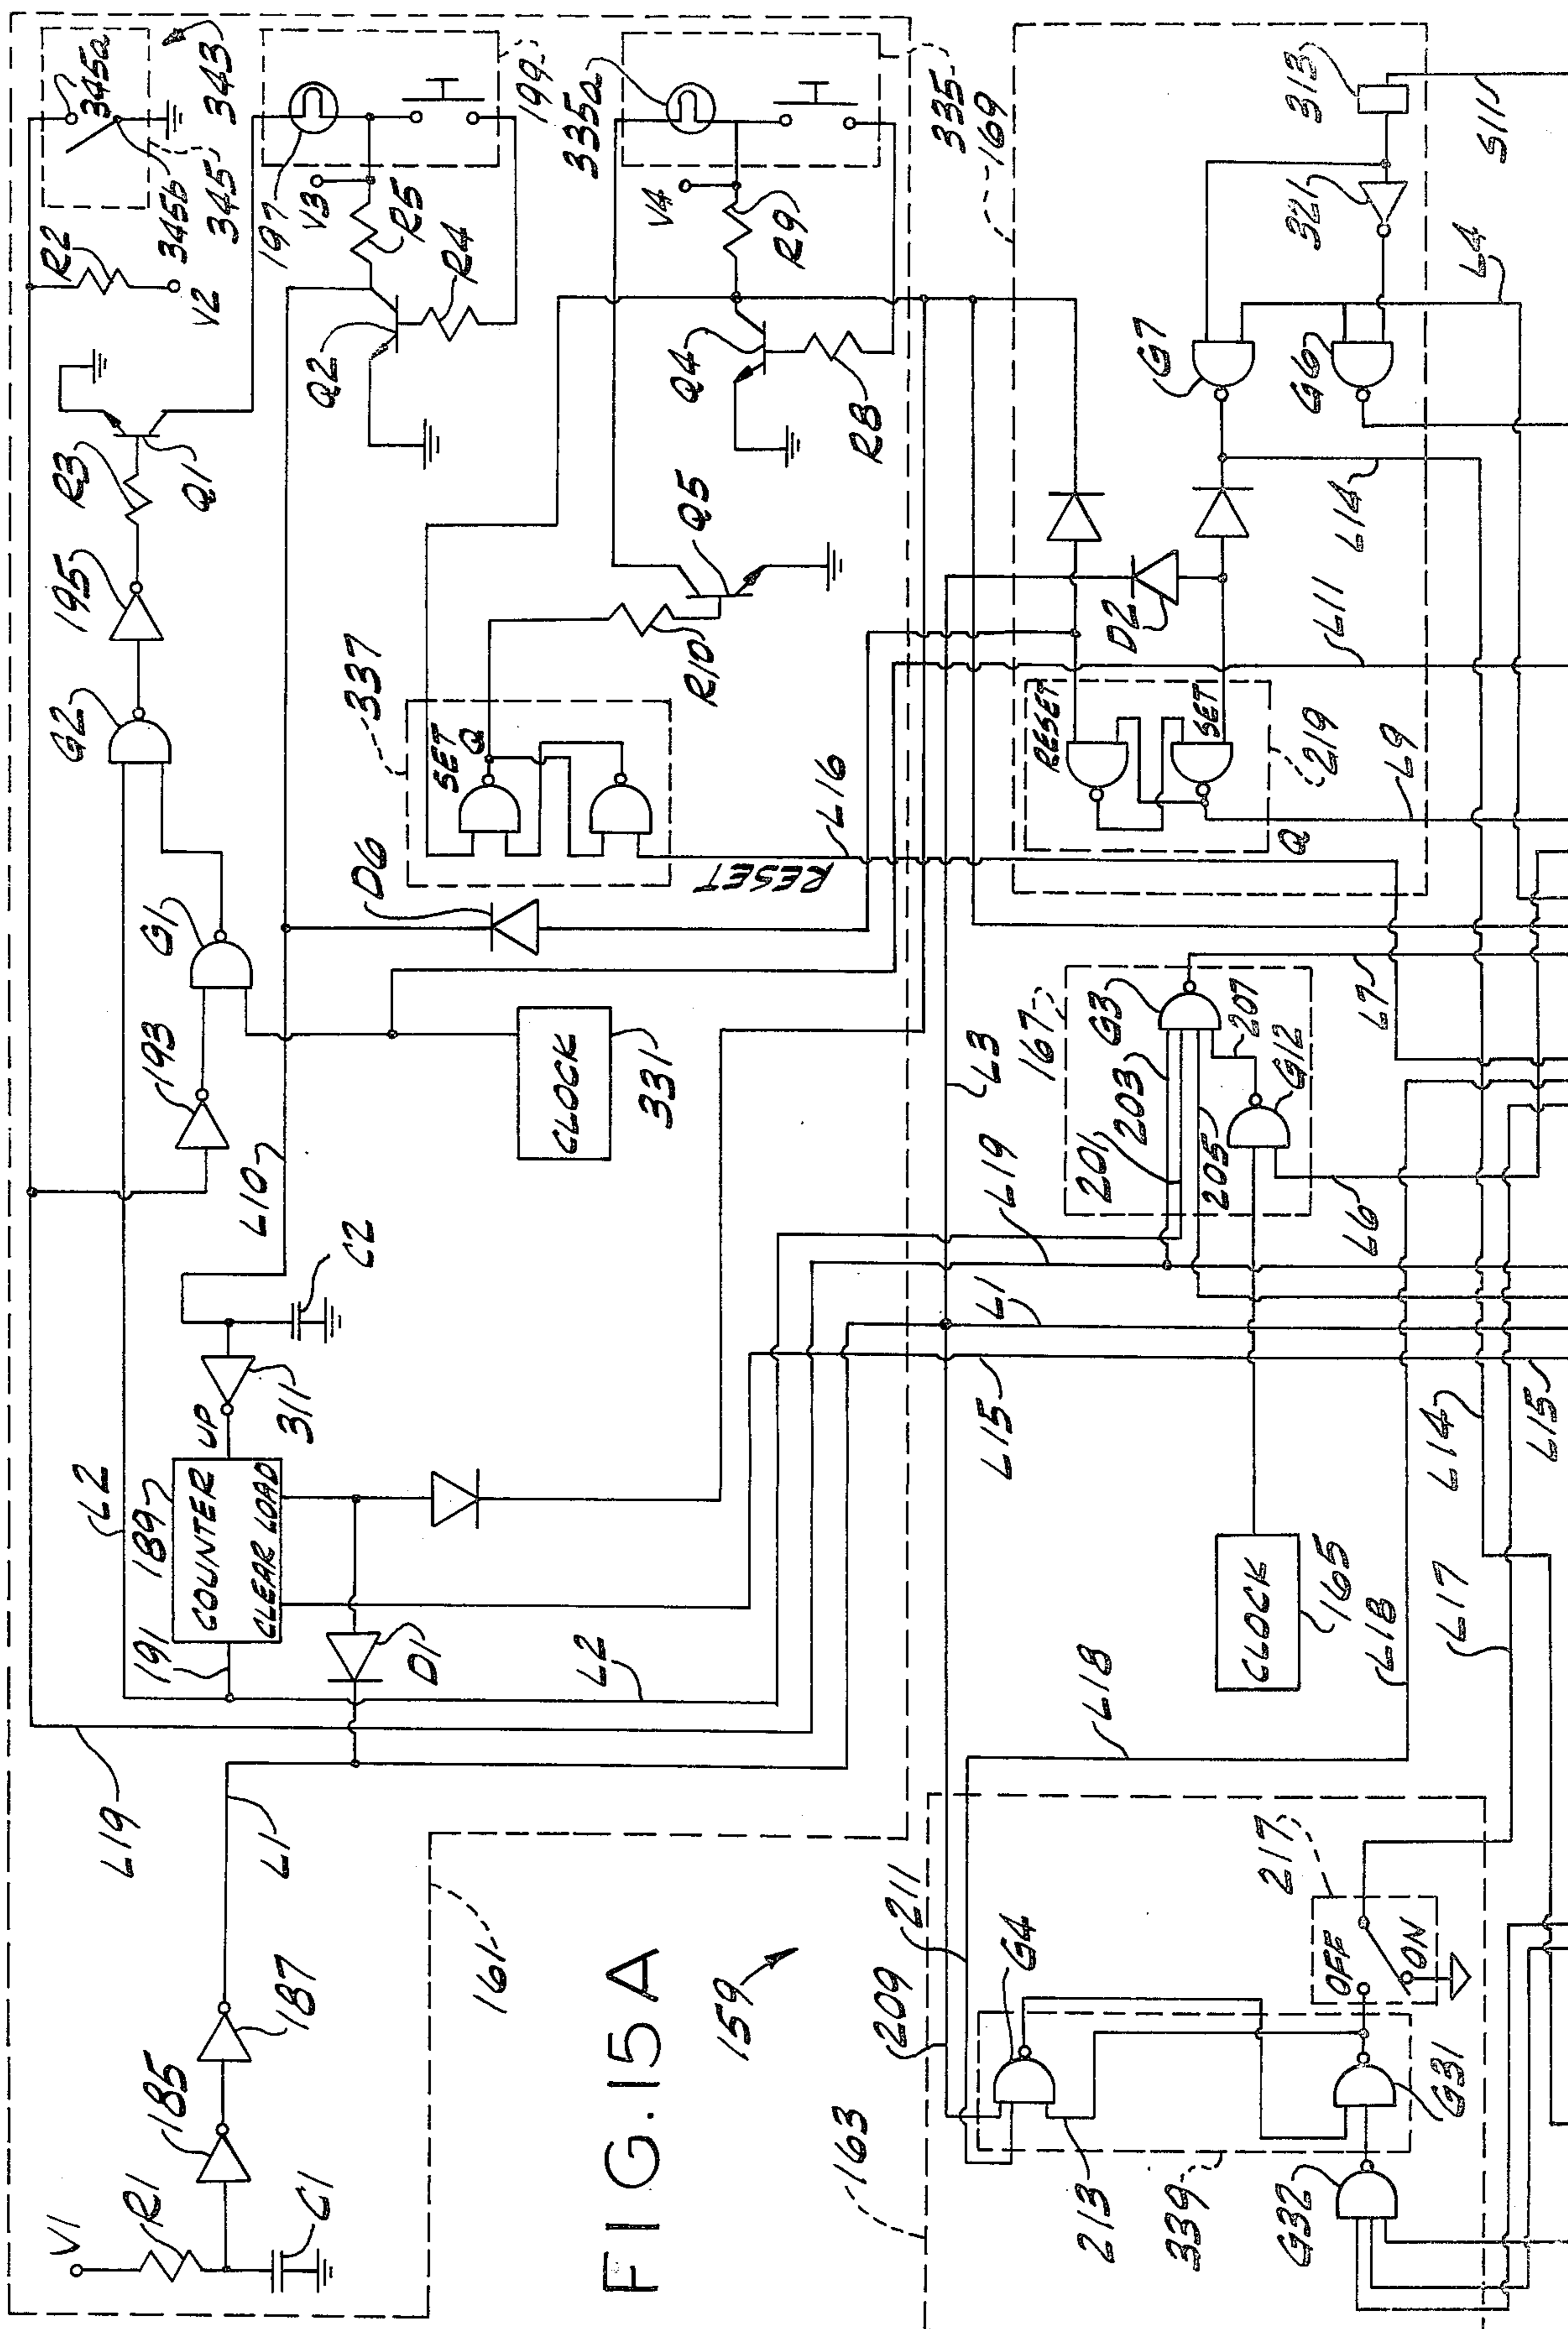 FIG. 15A
159
V1
R1
C1
185
187
L1
L19
161
191
189
COUNTER
UP
CLEAR
LOAD
L2
D1
L2
311
C2
L10
193
G1
G2
195
R3
Q1
R2
V2
345a
345b
345
343
197
V3
R5
R4
Q2
199
335a
335
V4
R9
Q4
R8
Q5
R10
337
SET
Q
RESET
L16
D6
CLOCK
331
169
313
S11
321
L4
G7
G6
L14
D2
L11
RESET
SET
219
Q
L9
167
G3
207
G12
201
203
205
L3
L19
L7
L6
L1
L15
L14
L15
CLOCK
165
L18
L18
L17
217
OFF
ON
211
209
G4
163
213
339
G31
G32